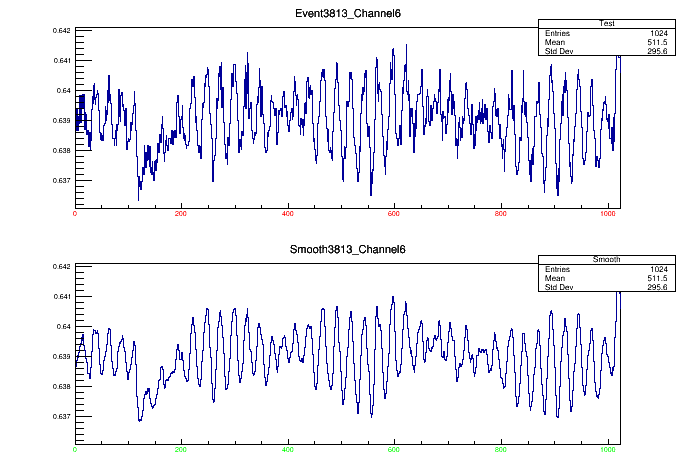 Event3813_Channel6
Test
Entries 1024
Mean 511.5
Std Dev 295.6
0.642
0.641
0.64
0.639
0.638
0.637
0 200 400 600 800 1000
Smooth3813_Channel6
Smooth
Entries 1024
Mean 511.5
Std Dev 295.6
0.642
0.641
0.64
0.639
0.638
0.637
0 200 400 600 800 1000